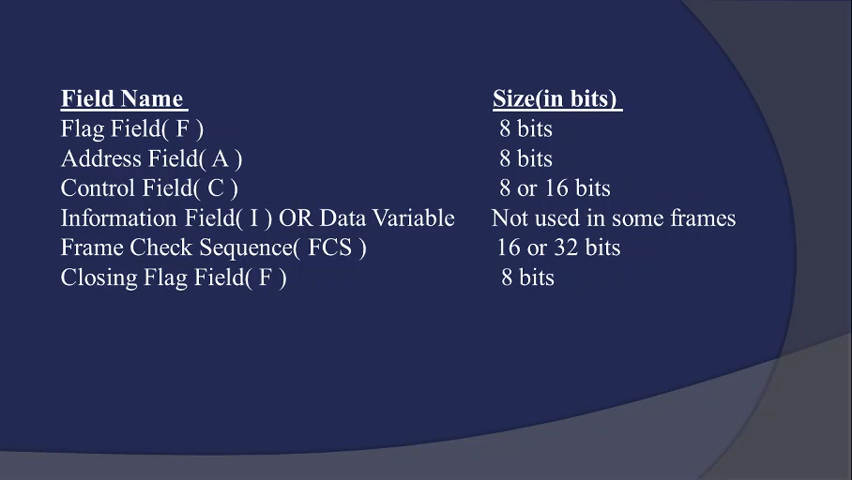 Field Name Size(in bits)
Flag Field( F ) 8 bits
Address Field( A ) 8 bits
Control Field( C ) 8 or 16 bits
Information Field( I ) OR Data Variable Not used in some frames
Frame Check Sequence( FCS ) 16 or 32 bits
Closing Flag Field( F ) 8 bits